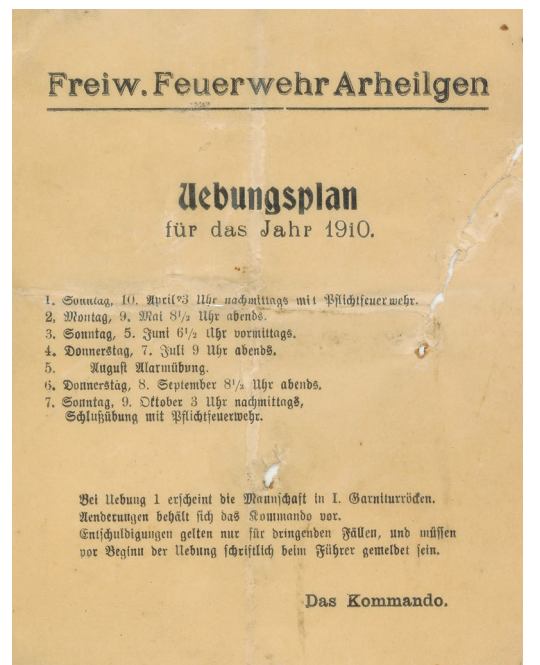 Freiw. Feuerwehr Arheilgen
Uebungsplan
für das Jahr 1910.
1. Sonntag, 10. April 3 Uhr nachmittags mit Pflichtfeuerwehr.
2. Montag, 9. Mai 8½ Uhr abends.
3. Sonntag, 5. Juni 6½ Uhr vormittags.
4. Donnerstag, 7. Juli 9 Uhr abends.
5. August Alarmübung.
6. Donnerstag, 8. September 8½ Uhr abends.
7. Sonntag, 9. Oktober 3 Uhr nachmittags,
Schlußübung mit Pflichtfeuerwehr.
Bei Uebung 1 erscheint die Mannschaft in I. Garniturröcken.
Aenderungen behält sich das Kommando vor.
Entschuldigungen gelten nur für dringenden Fällen, und müssen
vor Beginn der Uebung schriftlich beim Führer gemeldet sein.
Das Kommando.